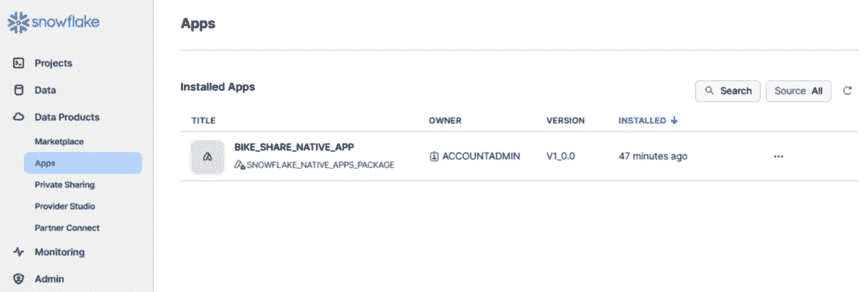 snowflake
Apps
Projects
Data
Data Products
Marketplace
Apps
Private Sharing
Provider Studio
Partner Connect
Monitoring
Admin
Installed Apps
Search
Source All
TITLE OWNER VERSION INSTALLED ↓
BIKE_SHARE_NATIVE_APP
SNOWFLAKE_NATIVE_APPS_PACKAGE
ACCOUNTADMIN V1_0.0 47 minutes ago ...